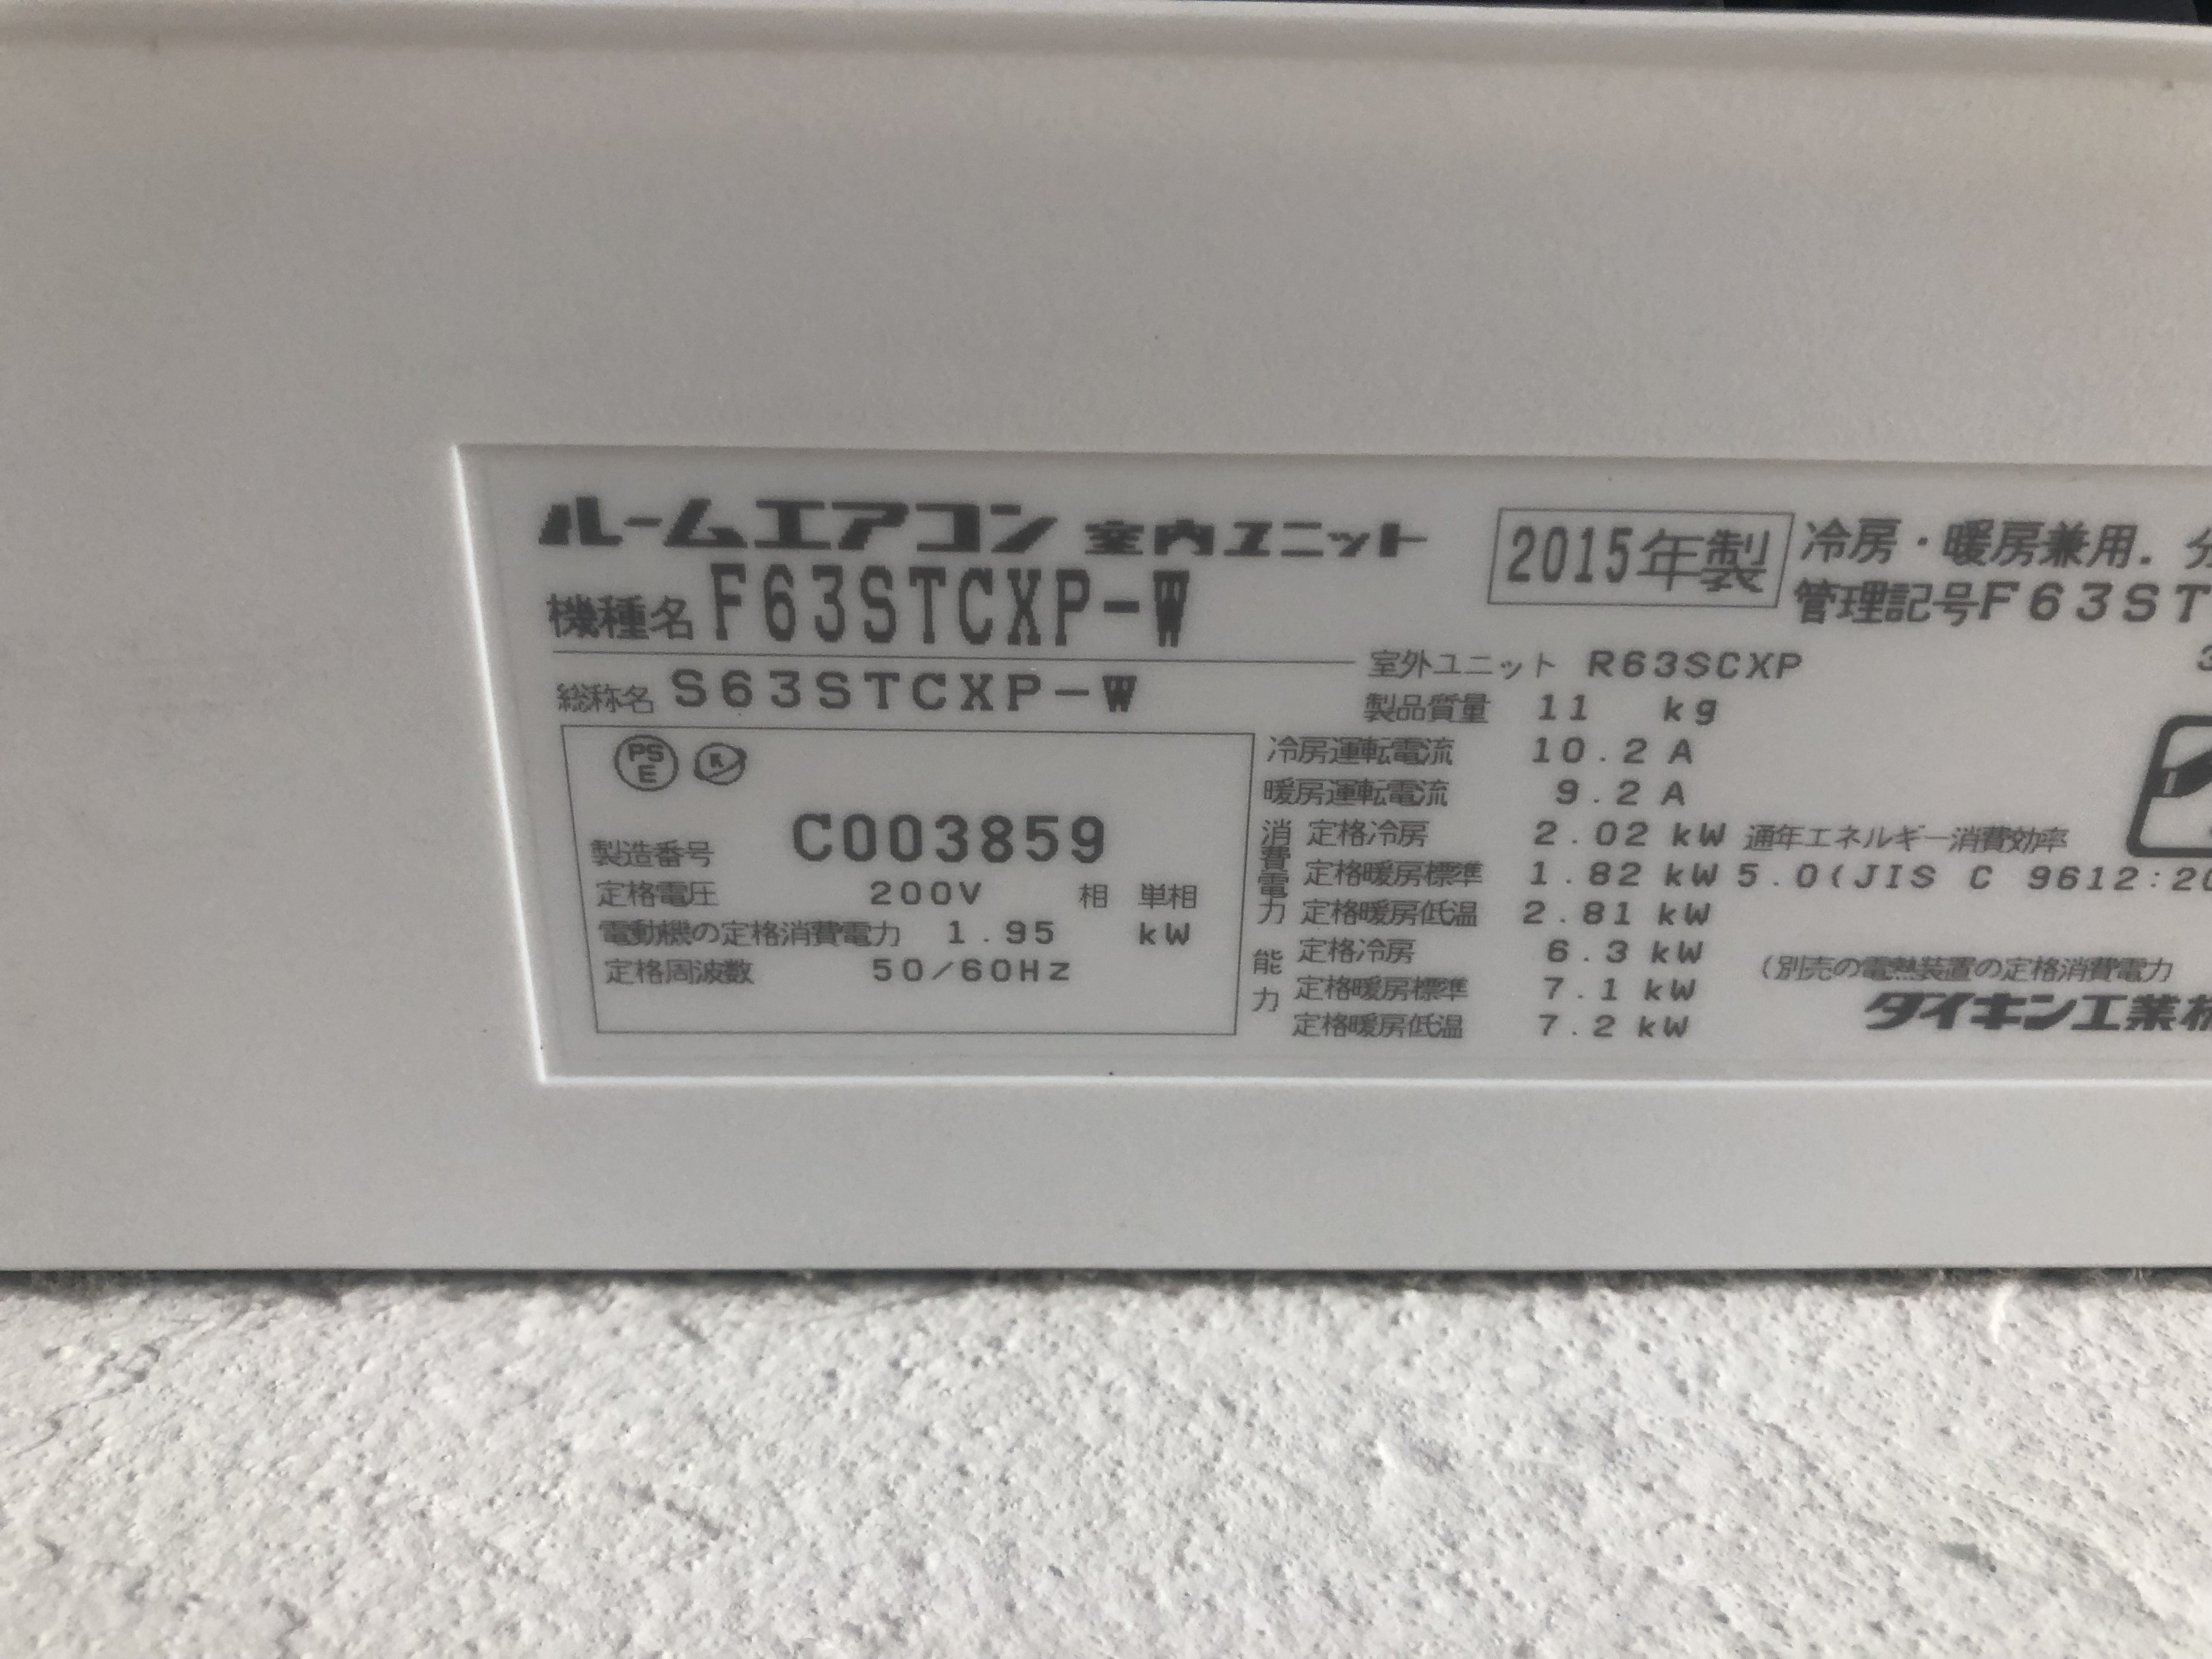 ルームエアコン 室内ユニット
2015年製
冷房・暖房兼用. 分
機種名 F63STCXP-W
管理記号F63ST
総称名 S63STCXP-W
室外ユニット R63SCXP
製品質量 11 kg
PS
E
製造番号 C003859
定格電圧 200V 相 単相
電動機の定格消費電力 1.95 kW
定格周波数 50/60Hz
冷房運転電流 10.2 A
暖房運転電流 9.2 A
消費電力
定格冷房 2.02 kW
定格暖房標準 1.82 kW
定格暖房低温 2.81 kW
能力
定格冷房 6.3 kW
定格暖房標準 7.1 kW
定格暖房低温 7.2 kW
通年エネルギー消費効率
5.0(JIS C 9612:20
(別売の電熱装置の定格消費電力
ダイキン工業株